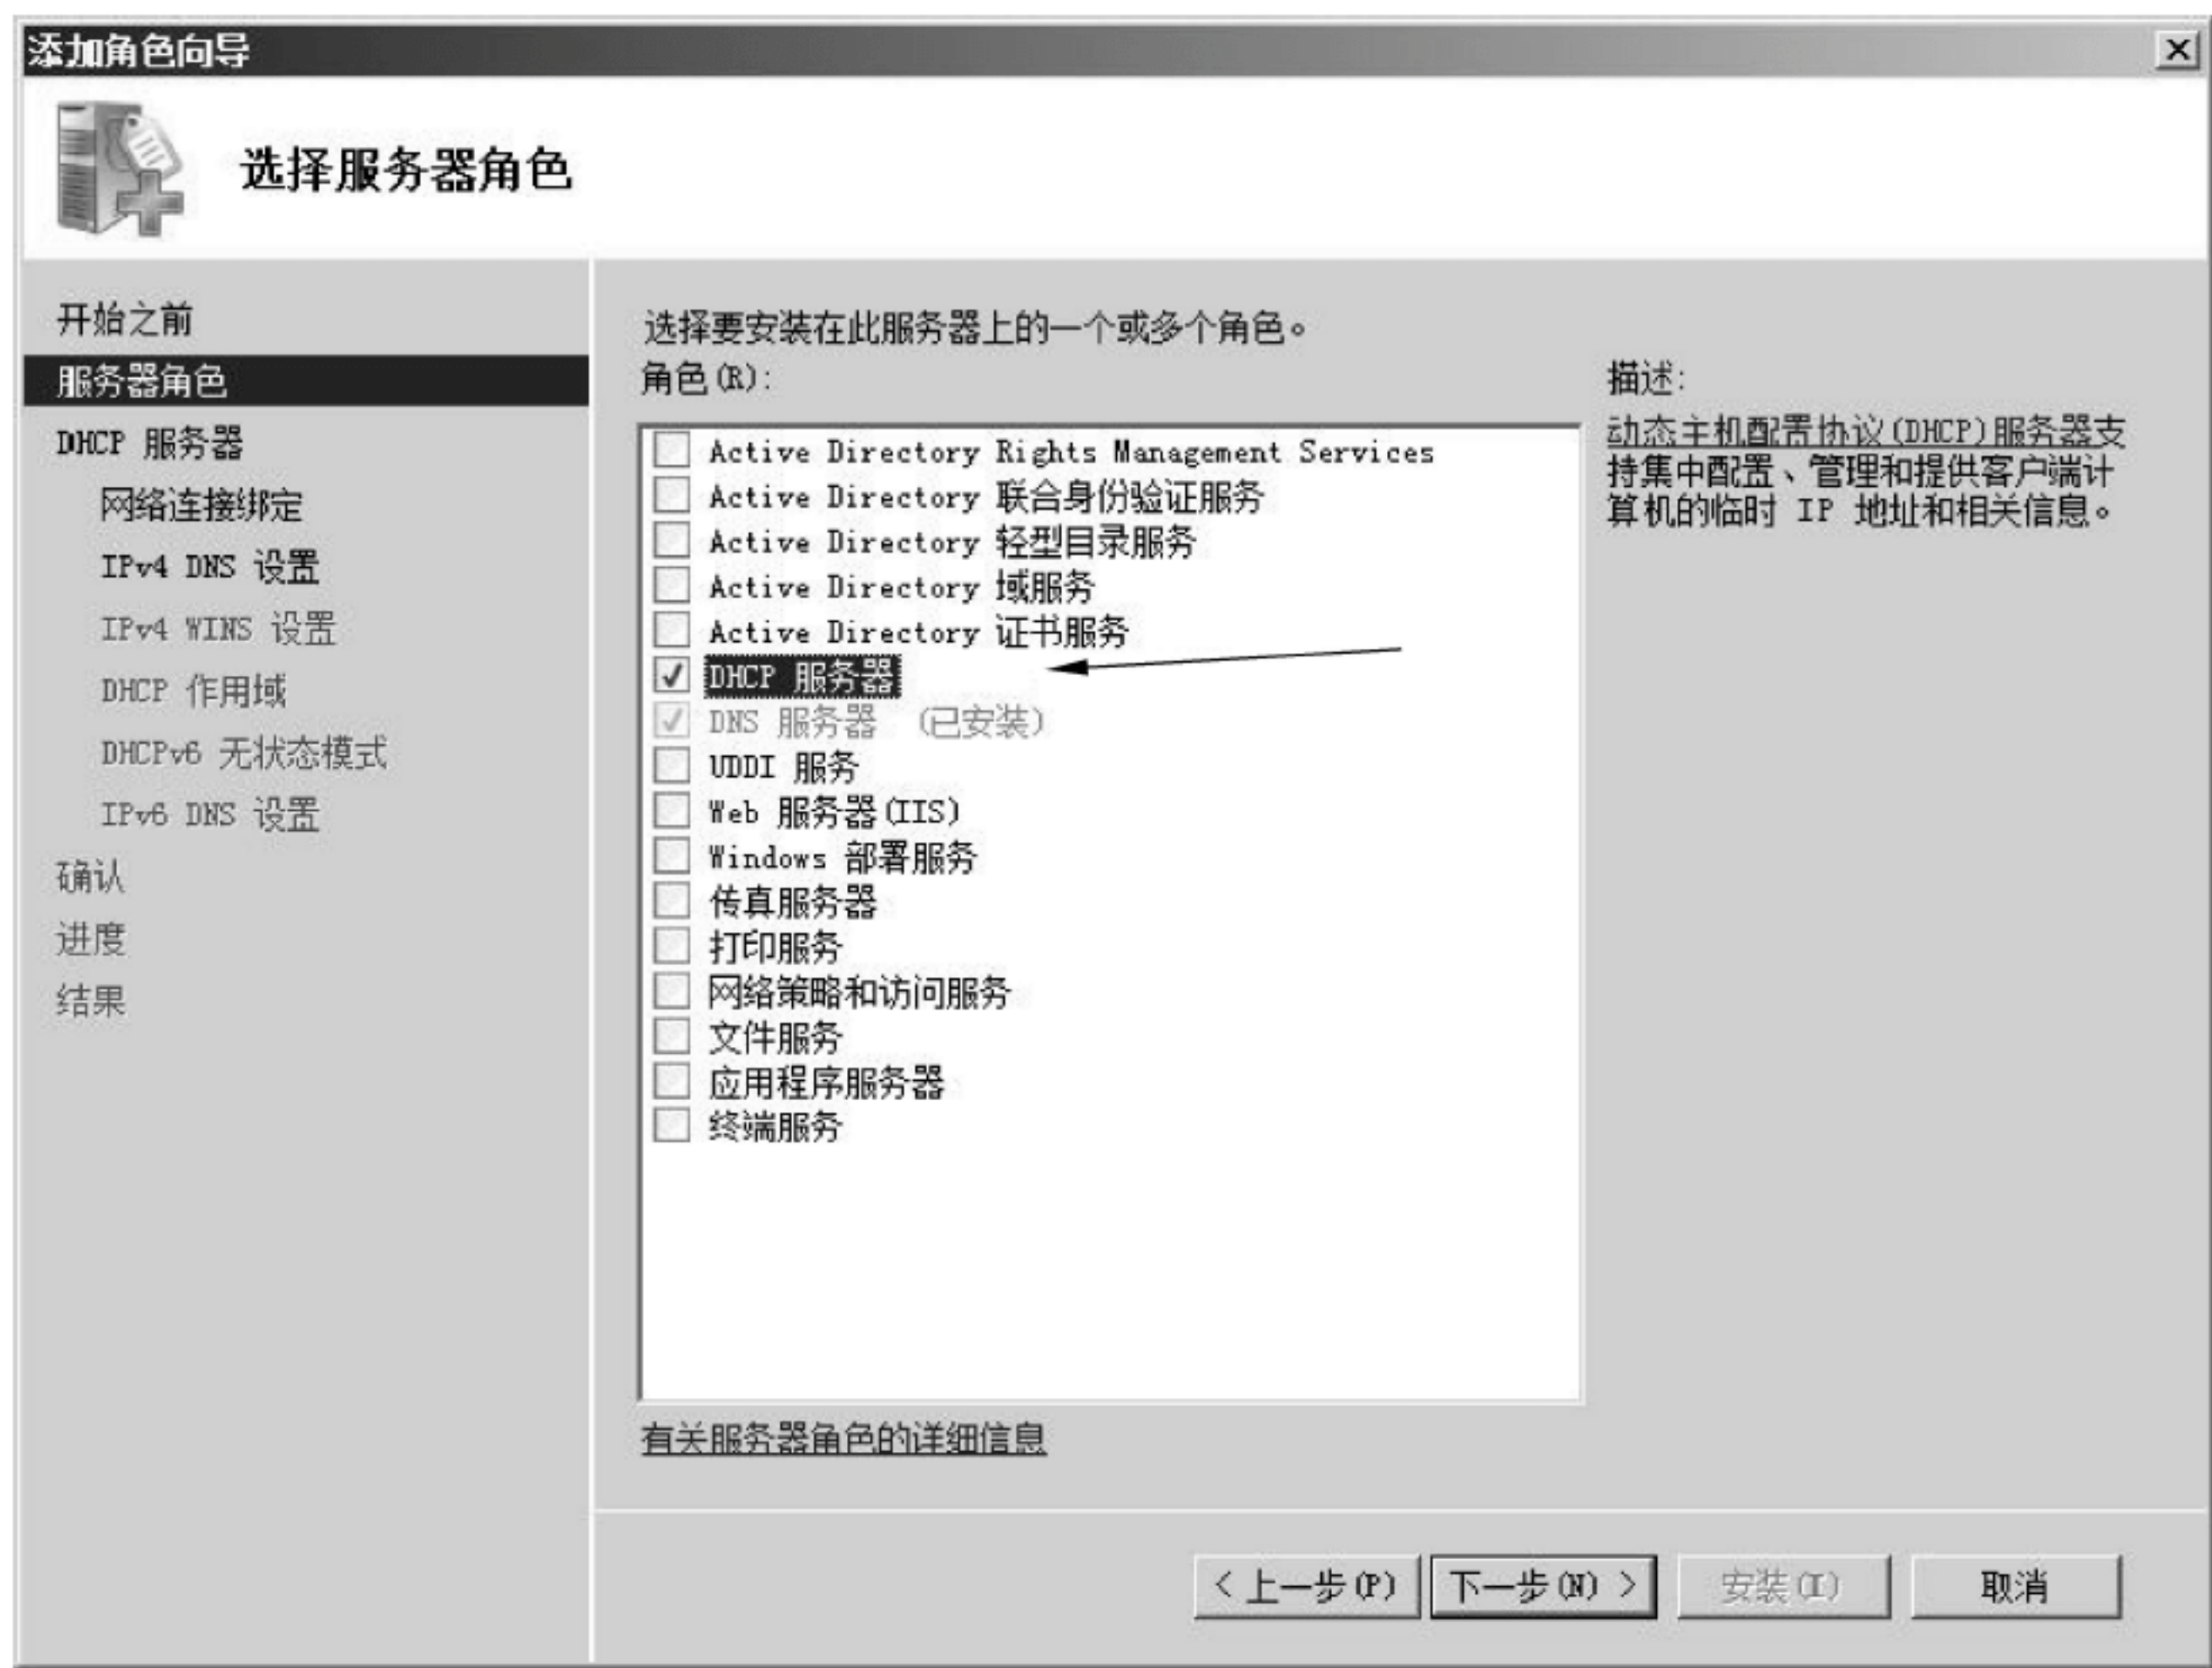 添加角色向导
选择服务器角色
开始之前
服务器角色
DHCP 服务器
网络连接绑定
IPv4 DNS 设置
IPv4 WINS 设置
DHCP 作用域
DHCPv6 无状态模式
IPv6 DNS 设置
确认
进度
结果
选择要安装在此服务器上的一个或多个角色。
角色(R):
Active Directory Rights Management Services
Active Directory 联合身份验证服务
Active Directory 轻型目录服务
Active Directory 域服务
Active Directory 证书服务
DHCP 服务器
DNS 服务器 (已安装)
UDDI 服务
Web 服务器(IIS)
Windows 部署服务
传真服务器
打印服务
网络策略和访问服务
文件服务
应用程序服务器
终端服务
有关服务器角色的详细信息
描述:
动态主机配置协议(DHCP)服务器支
持集中配置、管理和提供客户端计
算机的临时 IP 地址和相关信息。
< 上一步(P)
下一步(N) >
安装(I)
取消